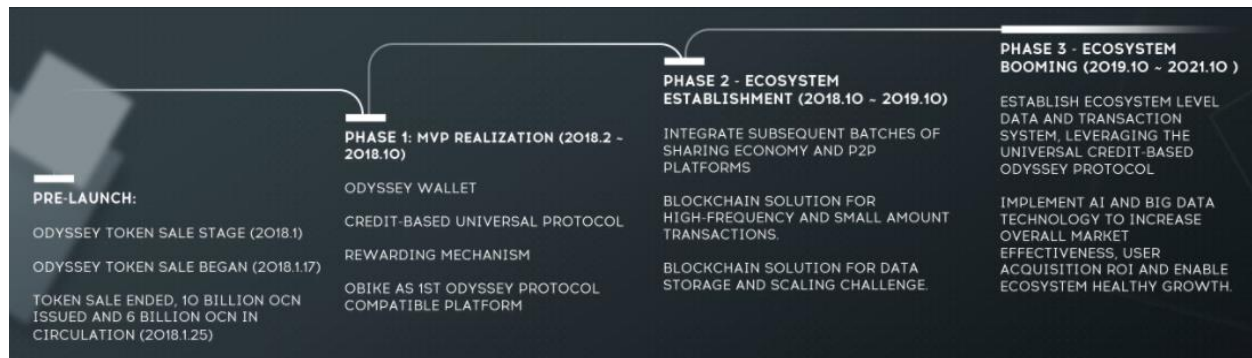 PRE-LAUNCH:
ODYSSEY TOKEN SALE STAGE (2018.1)
ODYSSEY TOKEN SALE BEGAN (2018.1.17)
TOKEN SALE ENDED, 10 BILLION OCN
ISSUED AND 6 BILLION OCN IN
CIRCULATION (2018.1.25)
PHASE 1: MVP REALIZATION (2018.2 ~
2018.10)
ODYSSEY WALLET
CREDIT-BASED UNIVERSAL PROTOCOL
REWARDING MECHANISM
OBIKE AS 1ST ODYSSEY PROTOCOL
COMPATIBLE PLATFORM
PHASE 2 - ECOSYSTEM
ESTABLISHMENT (2018.10 ~ 2019.10)
INTEGRATE SUBSEQUENT BATCHES OF
SHARING ECONOMY AND P2P
PLATFORMS
BLOCKCHAIN SOLUTION FOR
HIGH-FREQUENCY AND SMALL AMOUNT
TRANSACTIONS.
BLOCKCHAIN SOLUTION FOR DATA
STORAGE AND SCALING CHALLENGE.
PHASE 3 - ECOSYSTEM
BOOMING (2019.10 ~ 2021.10 )
ESTABLISH ECOSYSTEM LEVEL
DATA AND TRANSACTION
SYSTEM, LEVERAGING THE
UNIVERSAL CREDIT-BASED
ODYSSEY PROTOCOL
IMPLEMENT AI AND BIG DATA
TECHNOLOGY TO INCREASE
OVERALL MARKET
EFFECTIVENESS, USER
ACQUISITION ROI AND ENABLE
ECOSYSTEM HEALTHY GROWTH.